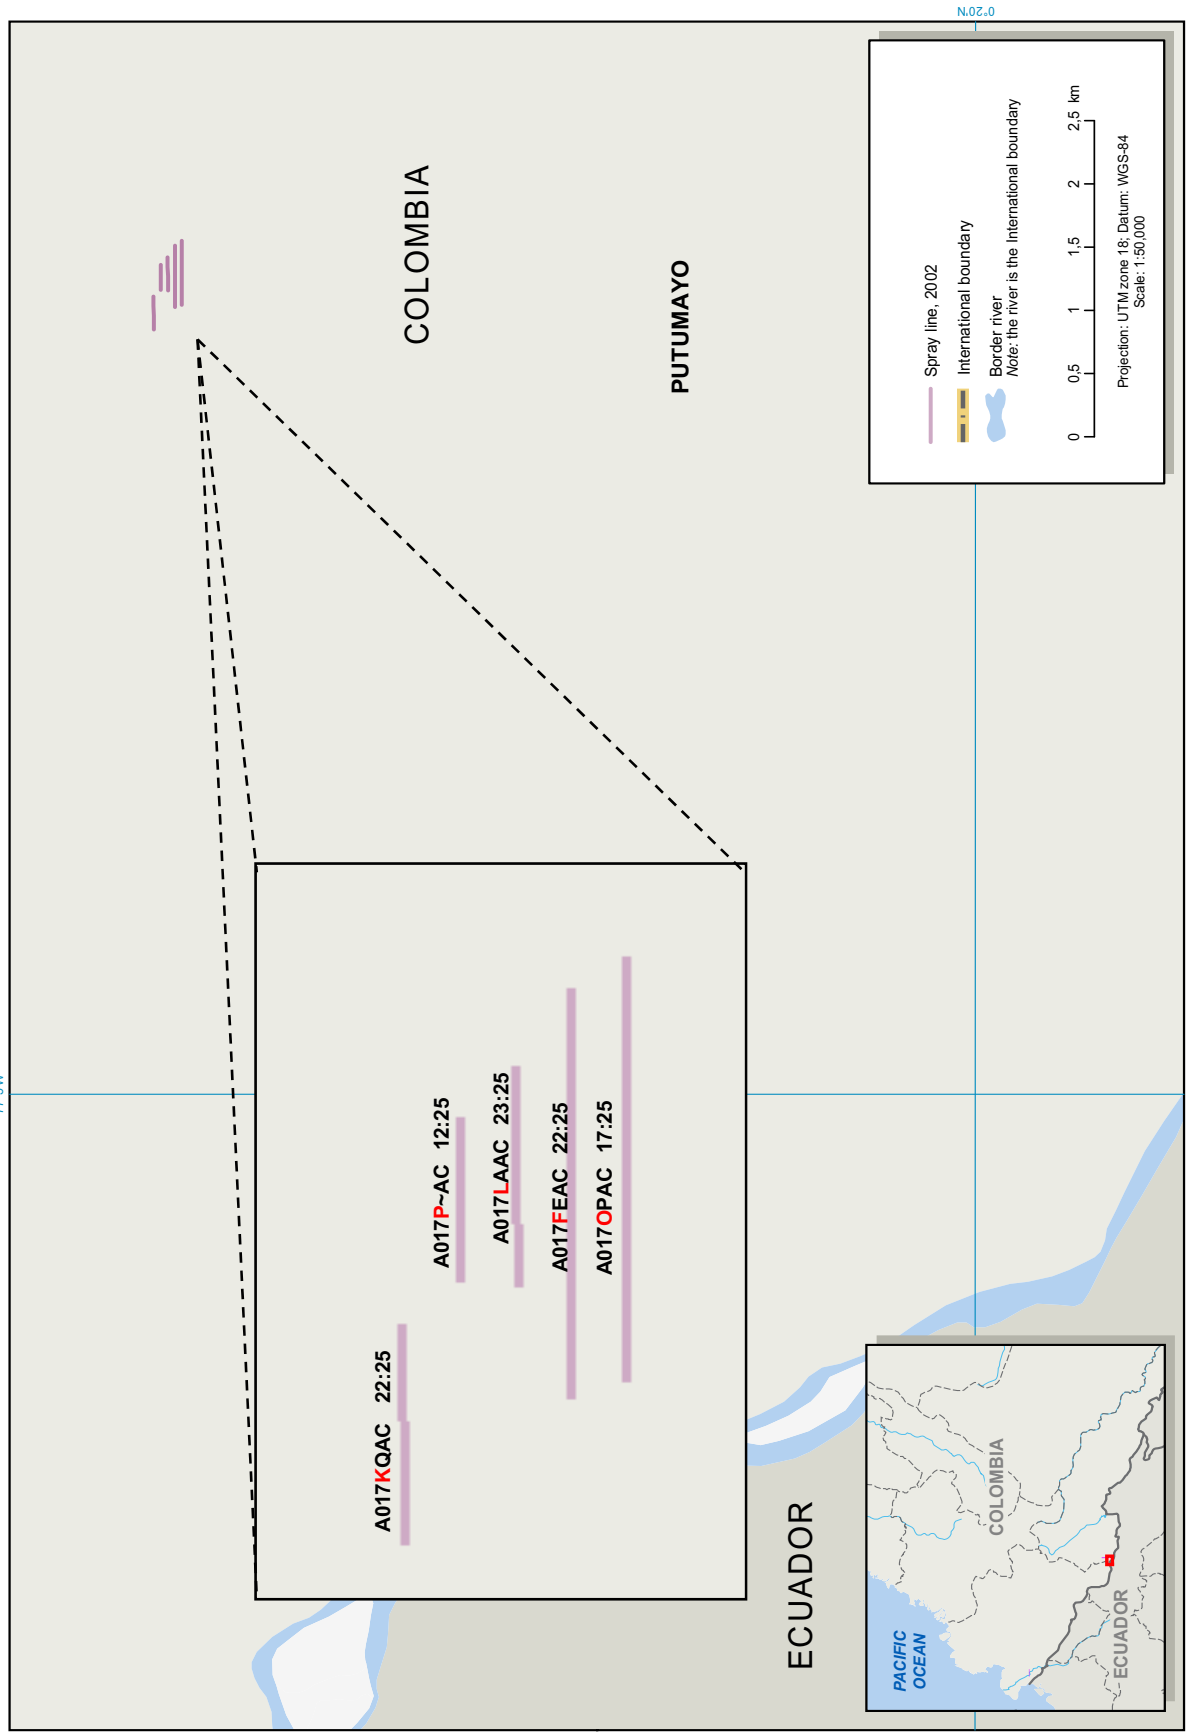 A017KQAC 22:25
A017P~AC 12:25
A017LAAC 23:25
A017FEAC 22:25
A017OPAC 17:25
COLOMBIA
PUTUMAYO
ECUADOR
0°20'N
PACIFIC
OCEAN
COLOMBIA
ECUADOR
Spray line, 2002
International boundary
Border river
Note: the river is the International boundary
0 0,5 1 1,5 2 2,5 km
Projection: UTM zone 18; Datum: WGS-84
Scale: 1:50,000